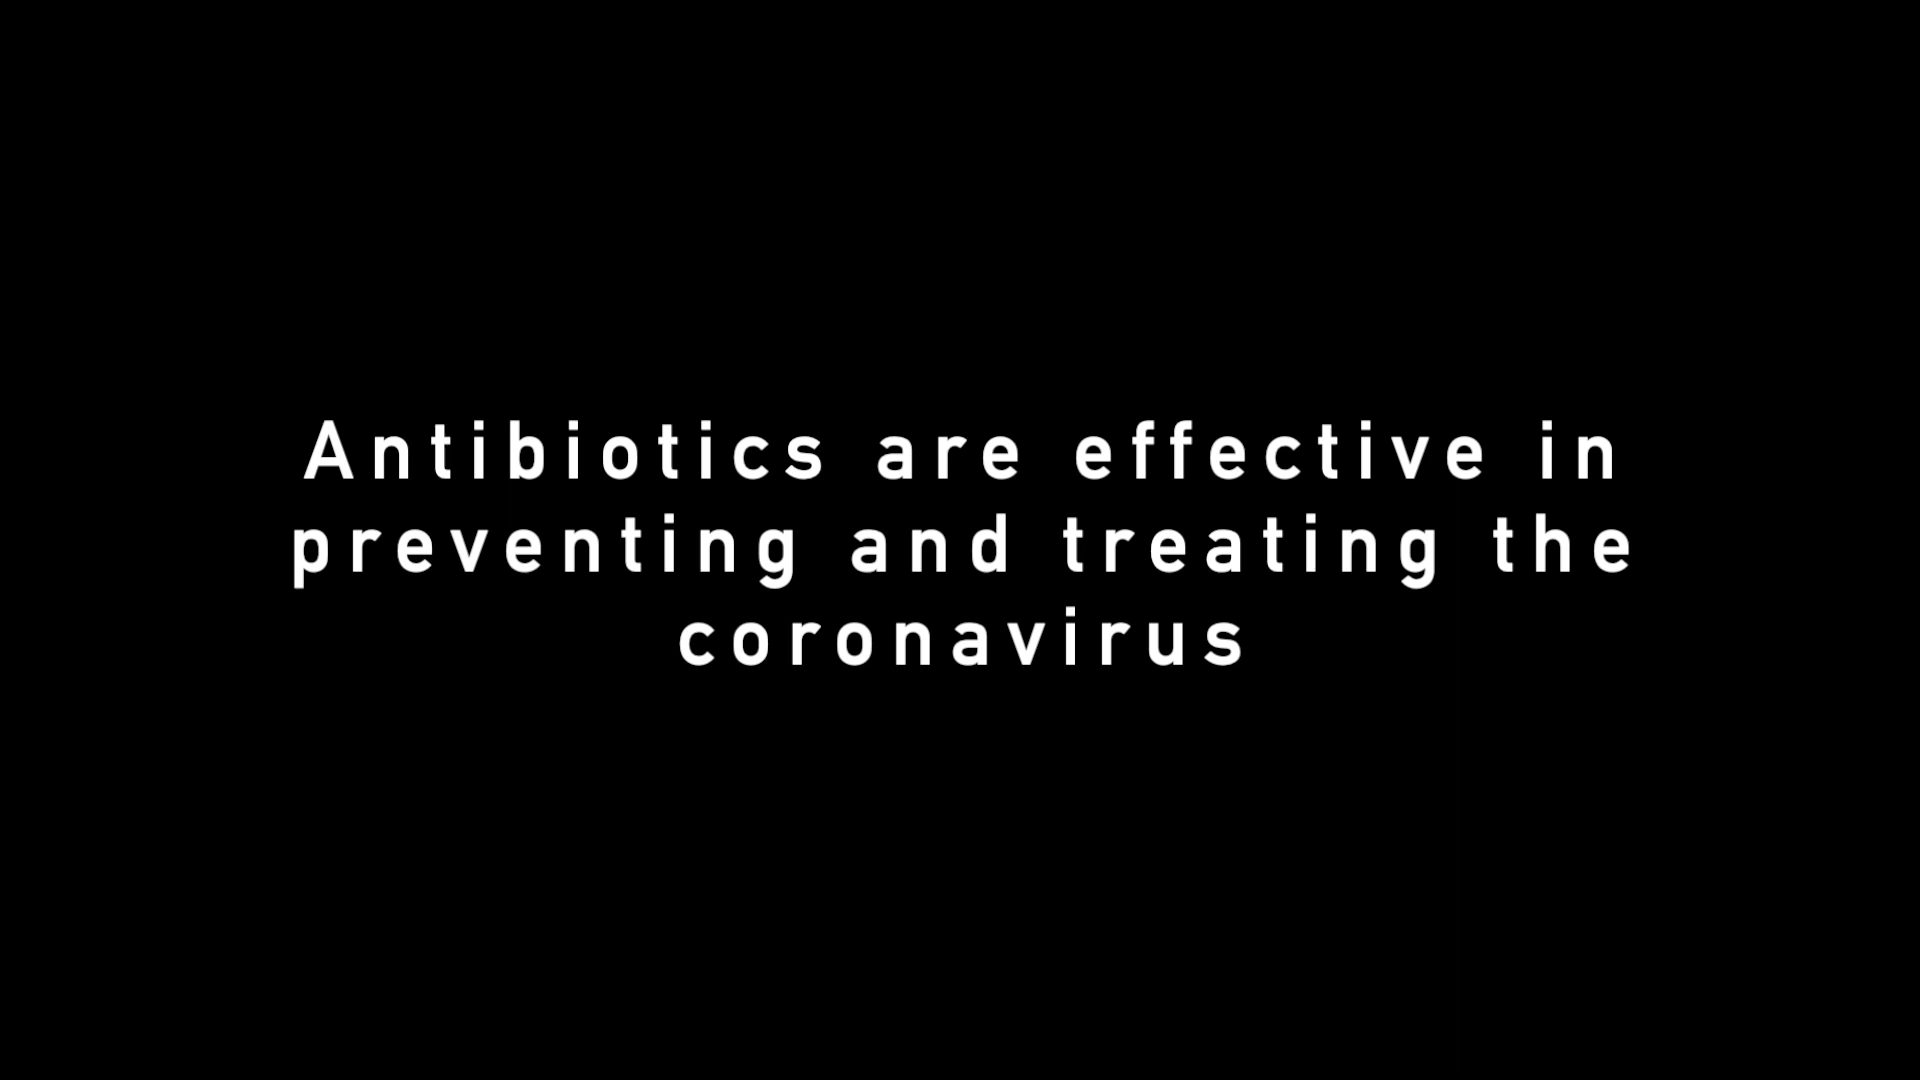 Antibiotics are effective in
preventing and treating the
coronavirus